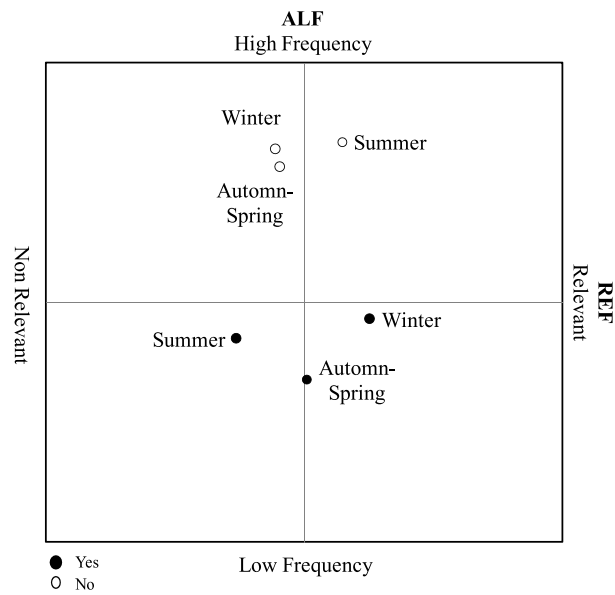 ALF
High Frequency
Winter
Summer
Automn-
Spring
Non Relevant
Relevant
REF
Winter
Summer
Automn-
Spring
Low Frequency
Yes
No